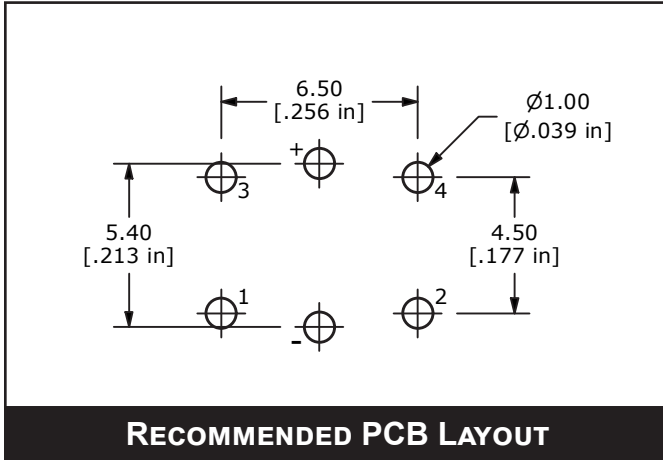 6.50
[.256 in]
Ø1.00
[Ø.039 in]
+
3
4
5.40
[.213 in]
4.50
[.177 in]
1
2
-
RECOMMENDED PCB LAYOUT